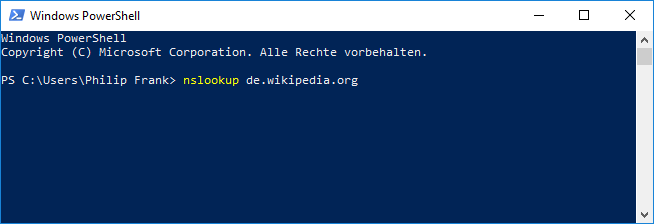 Windows PowerShell
Windows PowerShell
Copyright (C) Microsoft Corporation. Alle Rechte vorbehalten.
PS C:\Users\Philip Frank> nslookup de.wikipedia.org